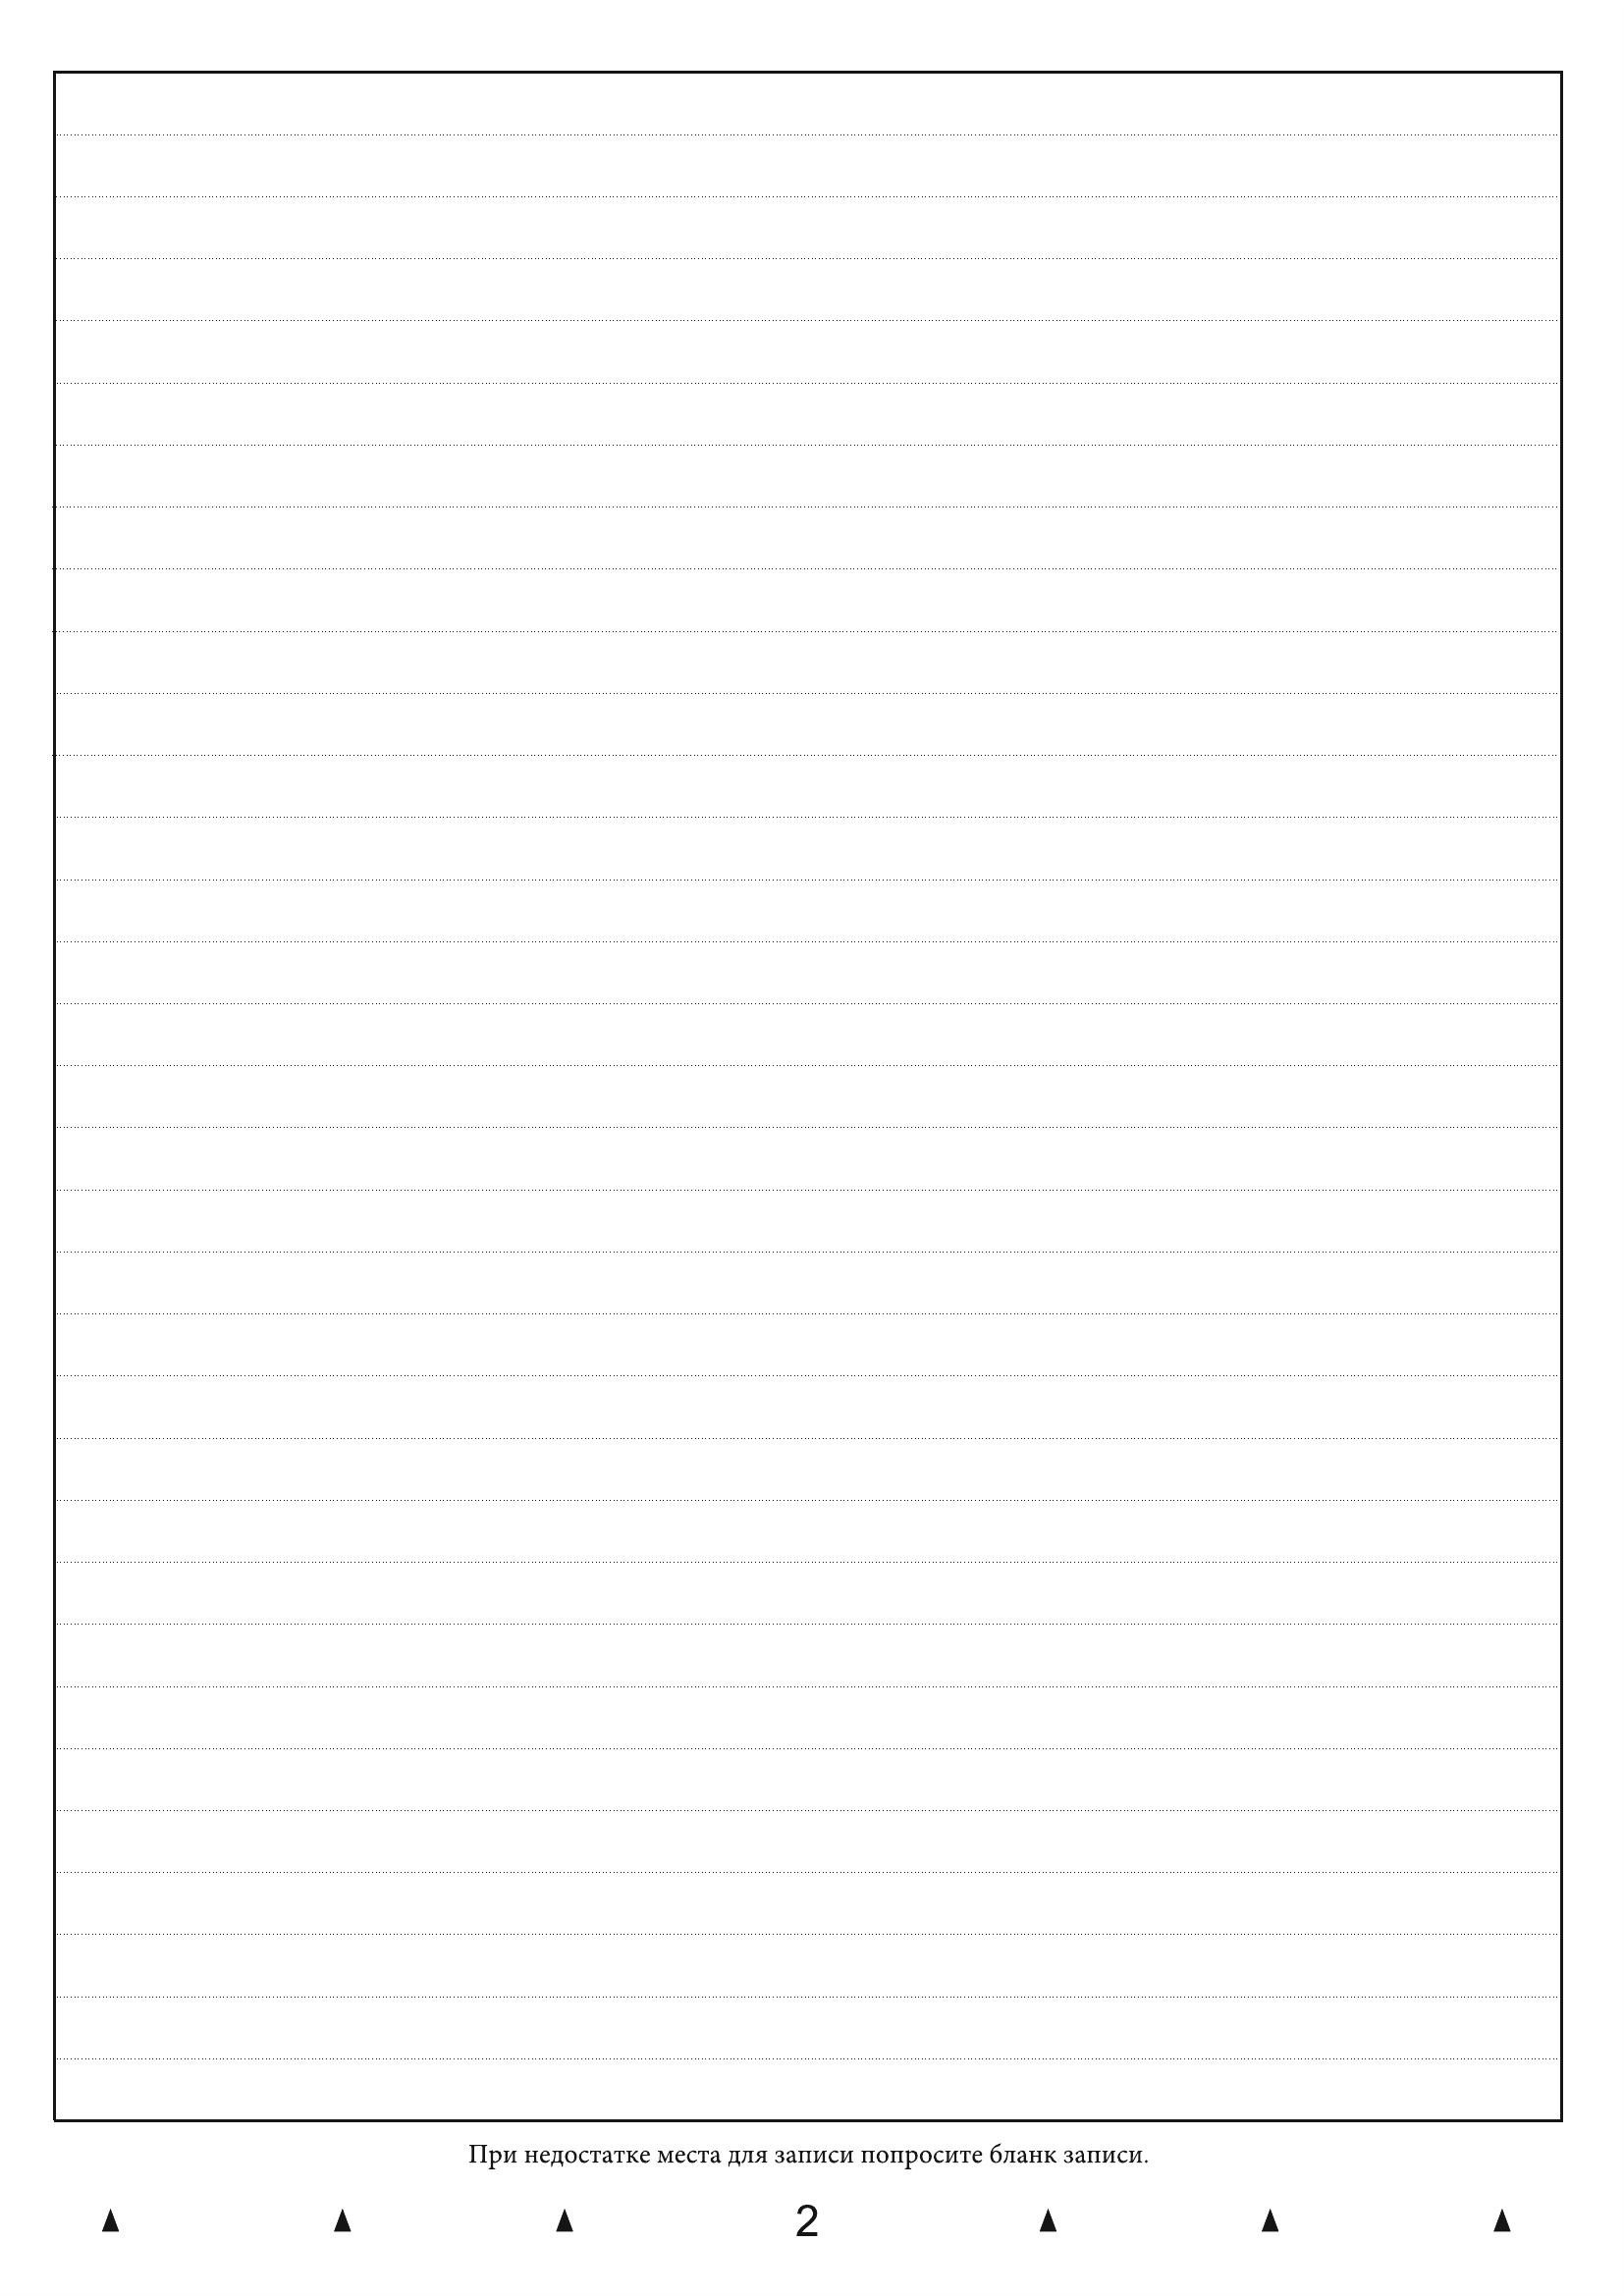 При недостатке места для записи попросите бланк записи.
2